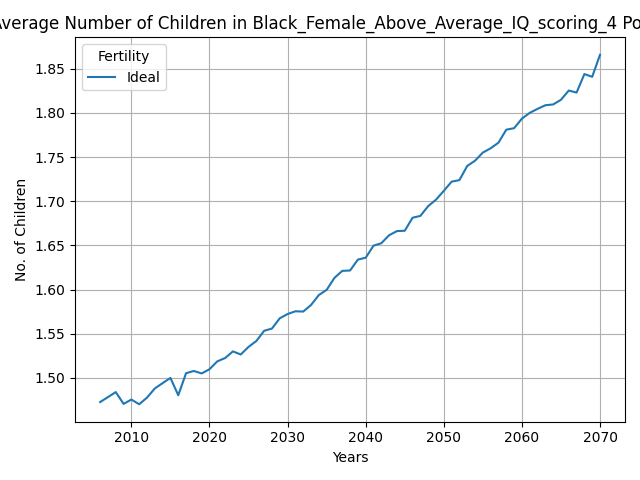 Average Number of Children in Black_Female_Above_Average_IQ_scoring_4 Po
Fertility
Ideal
1.85
1.80
1.75
1.70
1.65
1.60
1.55
1.50
No. of Children
2010 2020 2030 2040 2050 2060 2070
Years